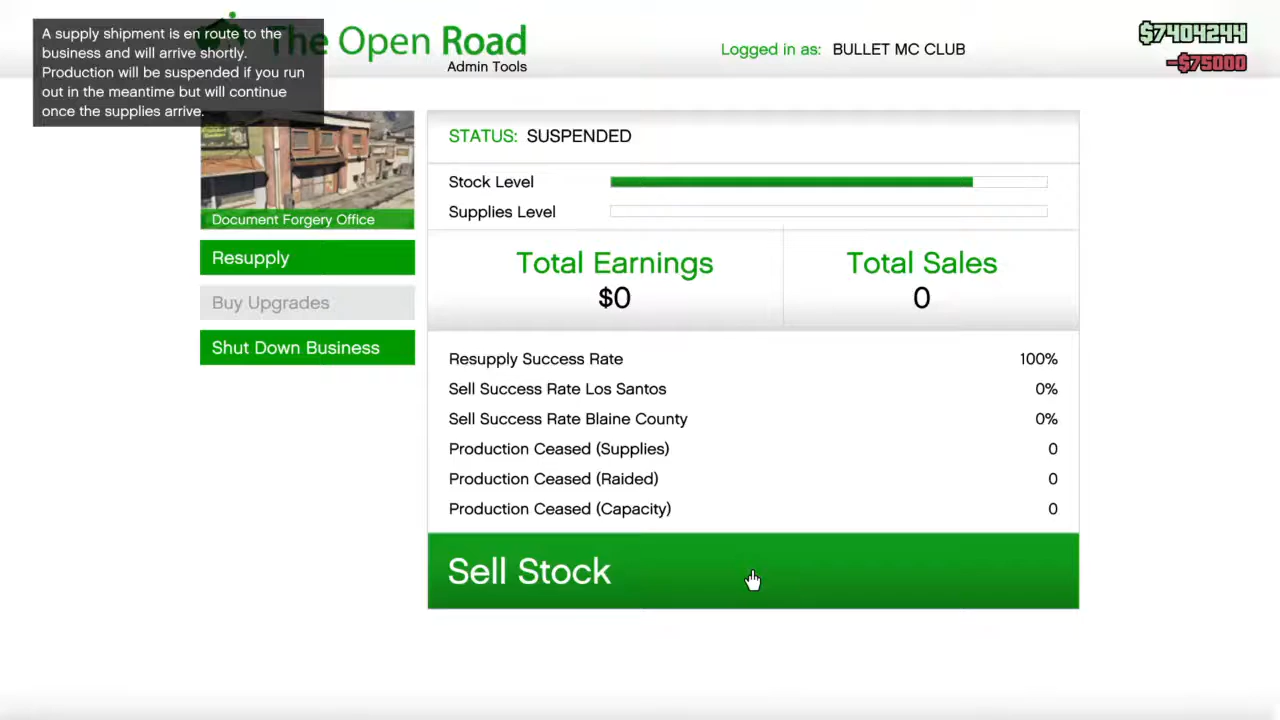 A supply shipment is en route to the
business and will arrive shortly.
Production will be suspended if you run
out in the meantime but will continue
once the supplies arrive.
The Open Road
Admin Tools
Logged in as: BULLET MC CLUB
$7404244
-$75000
Document Forgery Office
Resupply
Buy Upgrades
Shut Down Business
STATUS: SUSPENDED
Stock Level
Supplies Level
Total Earnings
$0
Total Sales
0
Resupply Success Rate 100%
Sell Success Rate Los Santos 0%
Sell Success Rate Blaine County 0%
Production Ceased (Supplies) 0
Production Ceased (Raided) 0
Production Ceased (Capacity) 0
Sell Stock